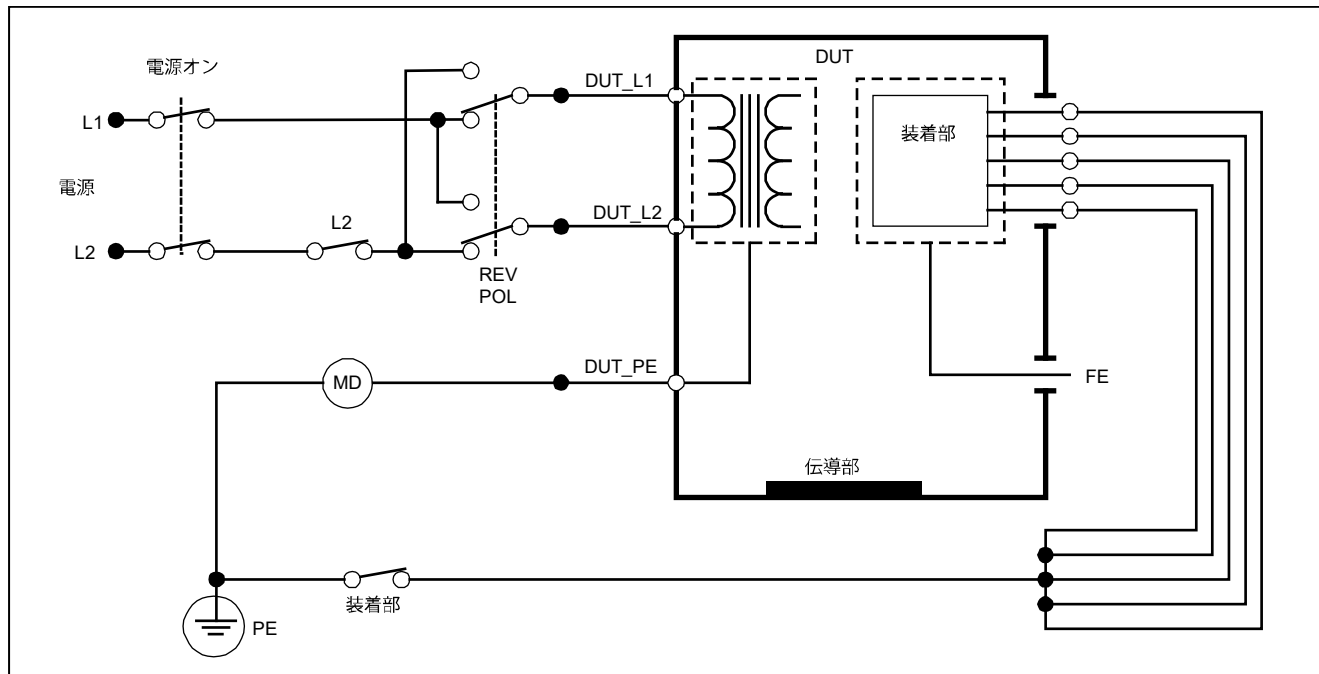 電源オン
DUT
DUT_L1
L1
装着部
電源
L2
DUT_L2
L2
REV
POL
DUT_PE
MD
FE
伝導部
装着部
PE